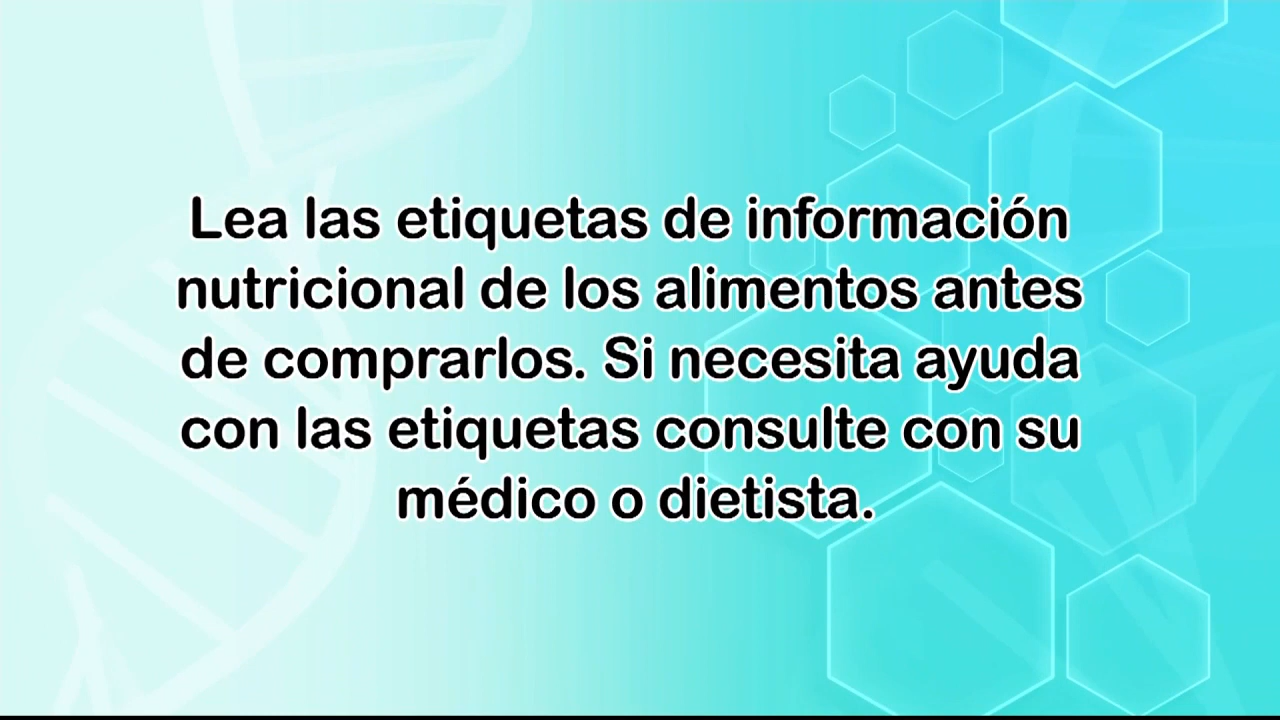 Lea las etiquetas de información
nutricional de los alimentos antes
de comprarlos. Si necesita ayuda
con las etiquetas consulte con su
médico o dietista.